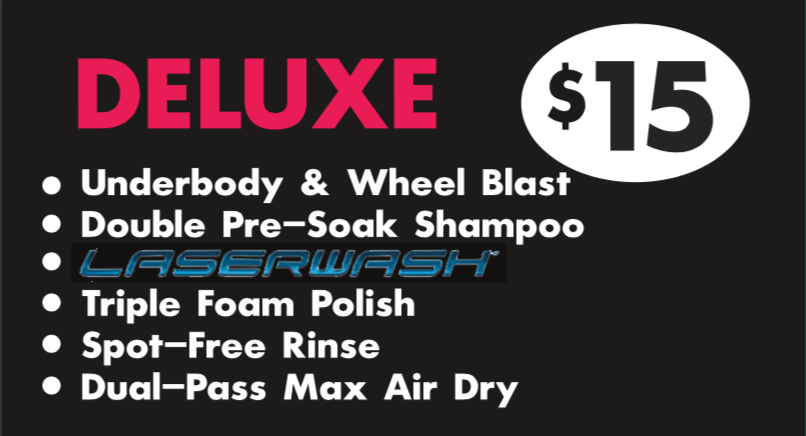 DELUXE
$15
• Underbody & Wheel Blast
• Double Pre-Soak Shampoo
• LASERWASH
• Triple Foam Polish
• Spot-Free Rinse
• Dual-Pass Max Air Dry